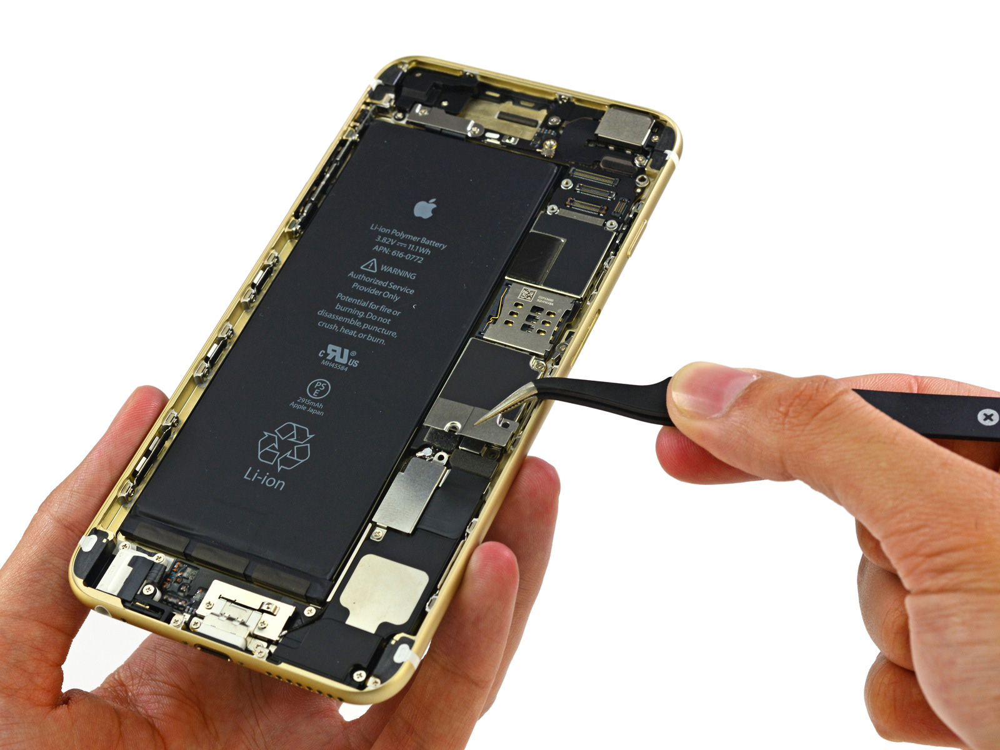 Li-ion Polymer Battery
3.82V ⎓ 11.1Wh
APN: 616-0772
WARNING
Authorized Service
Provider Only
Potential for fire or
burning. Do not
disassemble, puncture,
crush, heat, or burn.
c RU ® US
MH45584
PS
E
2915mAh
Apple Japan
Li-ion